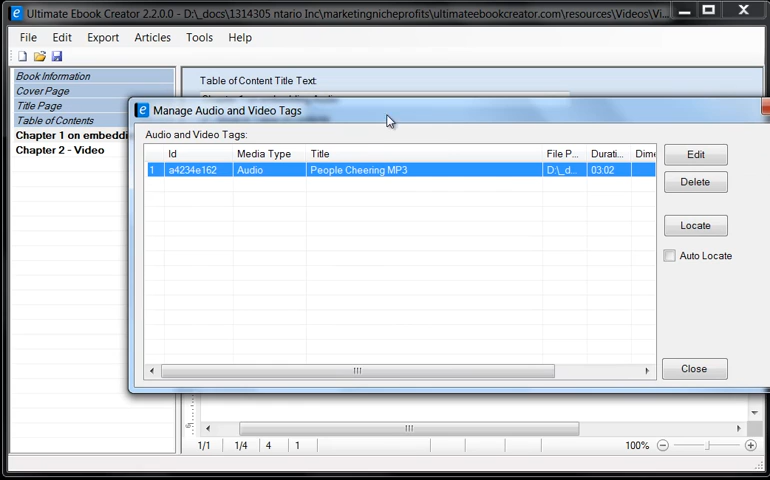 Ultimate Ebook Creator 2.2.0.0 - D:\_docs\1314305 ntario Inc\marketingnicheprofits\ultimateebookcreator.com\resources\Videos\Vi...
File Edit Export Articles Tools Help
Book Information
Cover Page
Title Page
Table of Contents
Chapter 1 on embeddi
Chapter 2 - Video
Table of Content Title Text:
Manage Audio and Video Tags
Audio and Video Tags:
Id Media Type Title File P... Durati... Dime
1 a4234e162 Audio People Cheering MP3 D:\_d... 03:02
Edit
Delete
Locate
Auto Locate
Close
1/1 1/4 4 1 100%